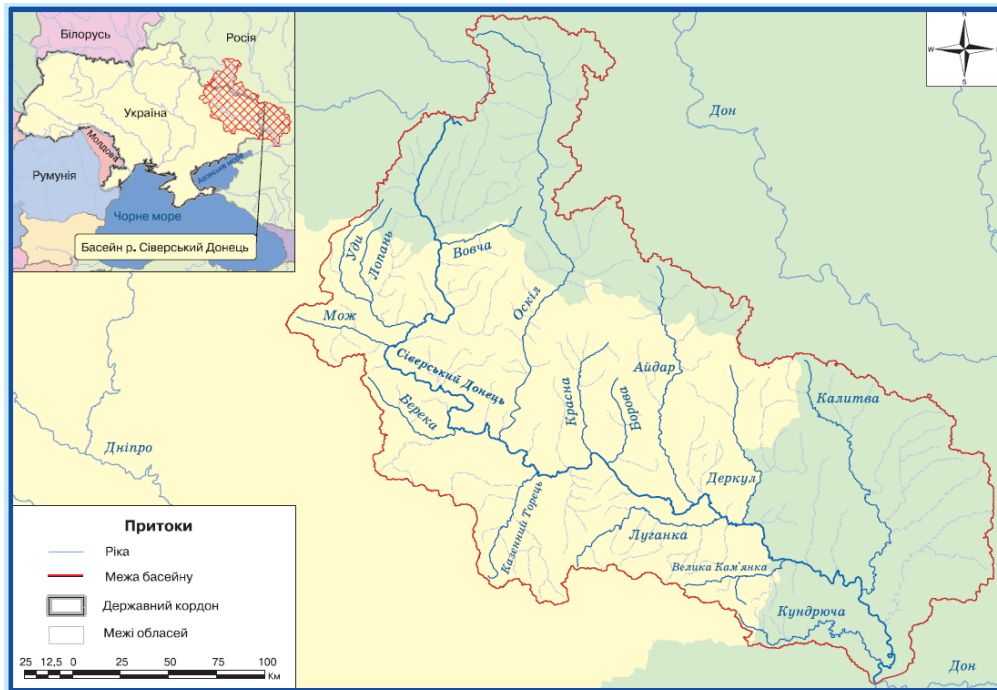 Білорусь
Росія
Україна
Молдова
Румунія
Азовське море
Чорне море
Басейн р. Сіверський Донець
N
W
S
Дон
Уди
Лопань
Вовча
Оскіл
Мож
Сіверський Донець
Берека
Красна
Борова
Айдар
Калитва
Дніпро
Деркул
Казенний Торець
Луганка
Велика Кам'янка
Кундрюча
Дон
Притоки
Ріка
Межа басейну
Державний кордон
Межі обласей
25 12,5 0 25 50 75 100
Км